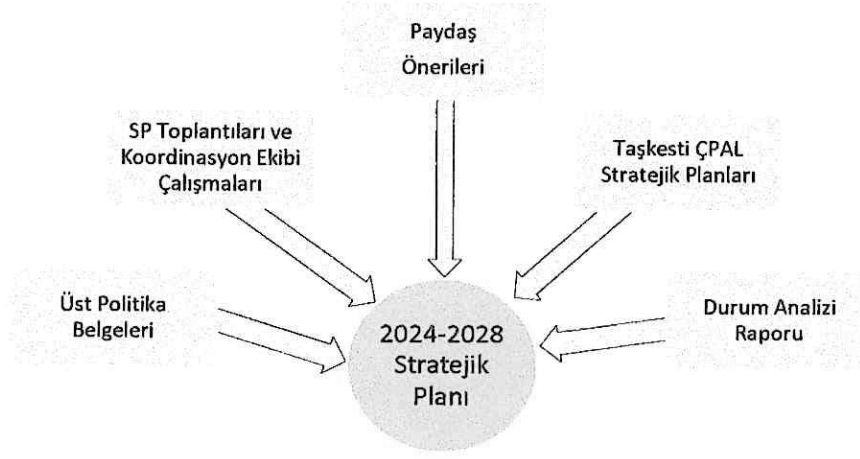 Paydaş
Önerileri
SP Toplantıları ve
Koordinasyon Ekibi
Çalışmaları
Taşkesti ÇPAL
Stratejik Planları
Üst Politika
Belgeleri
Durum Analizi
Raporu
2024-2028
Stratejik
Planı